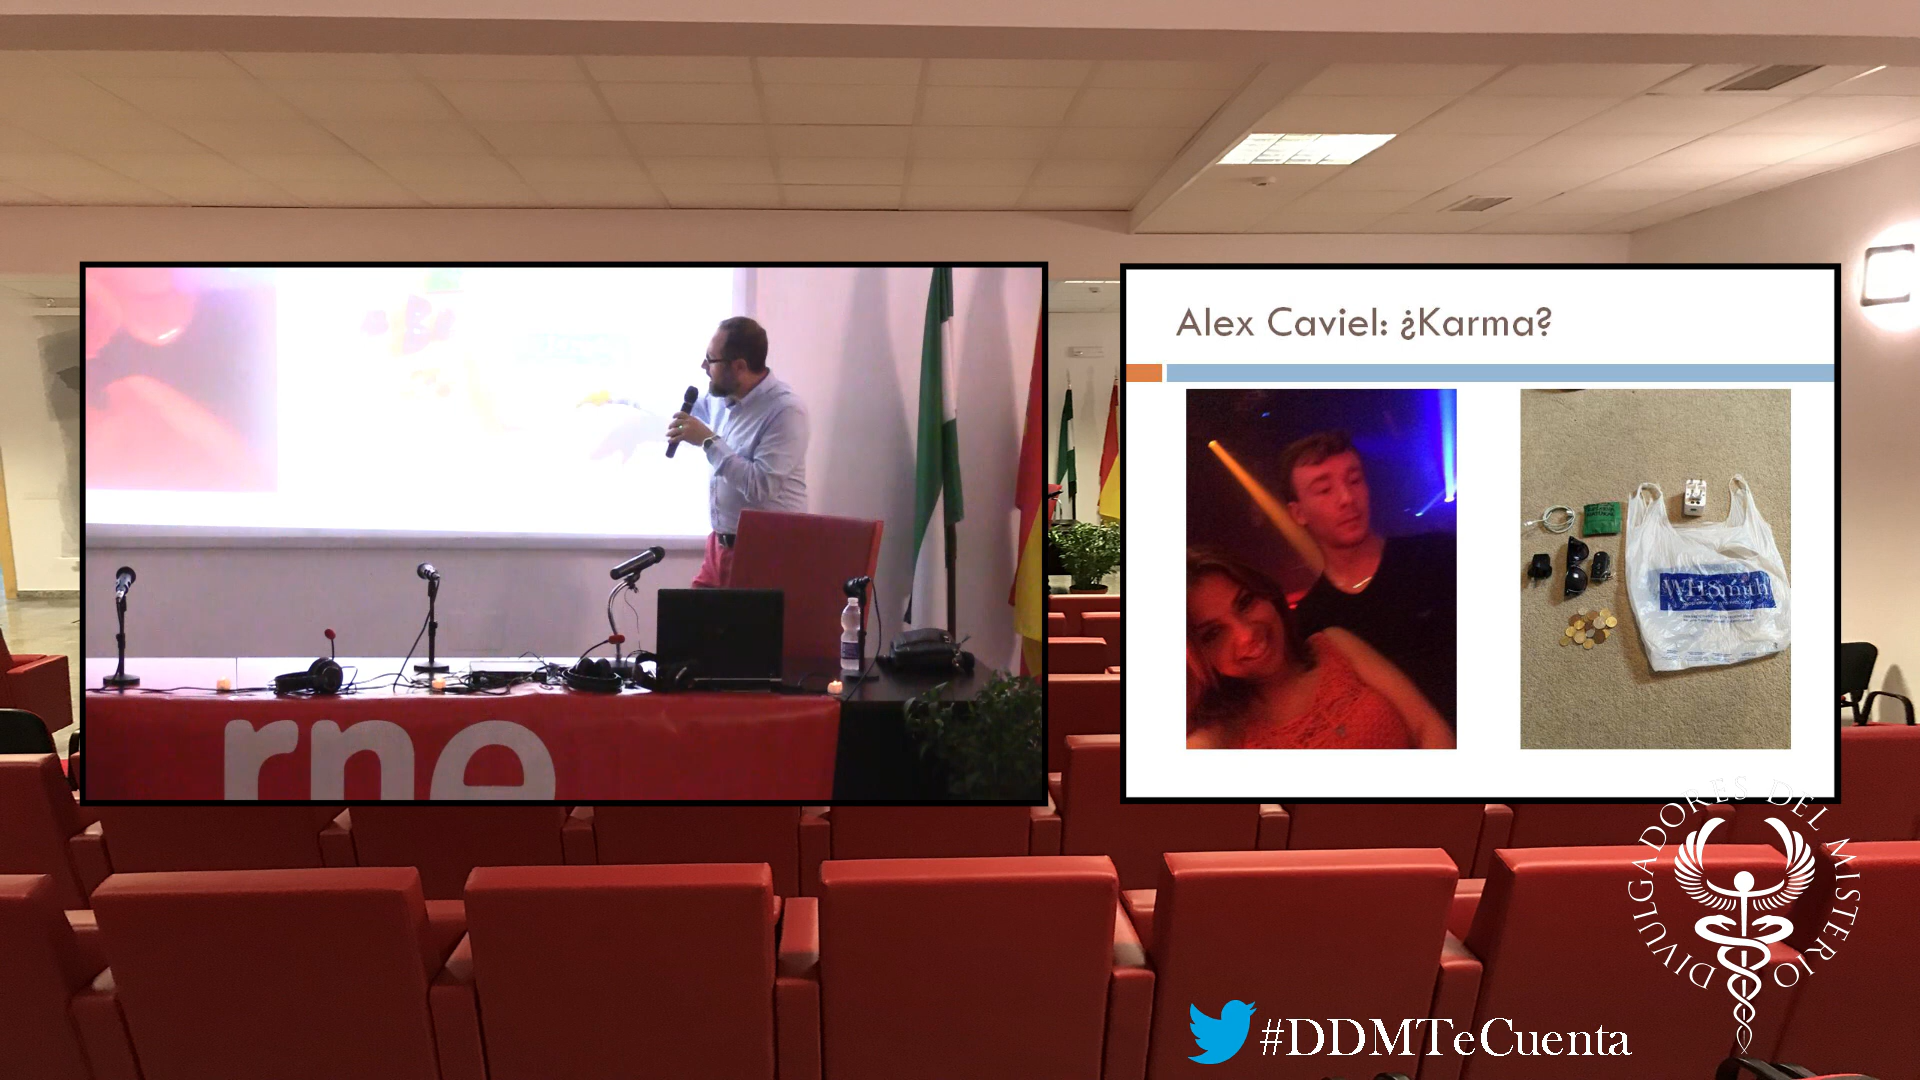 Alex Caviel: ¿Karma?
WHSmith
rne
DIVULGADORES DEL MISTERIO
#DDMTeCuenta